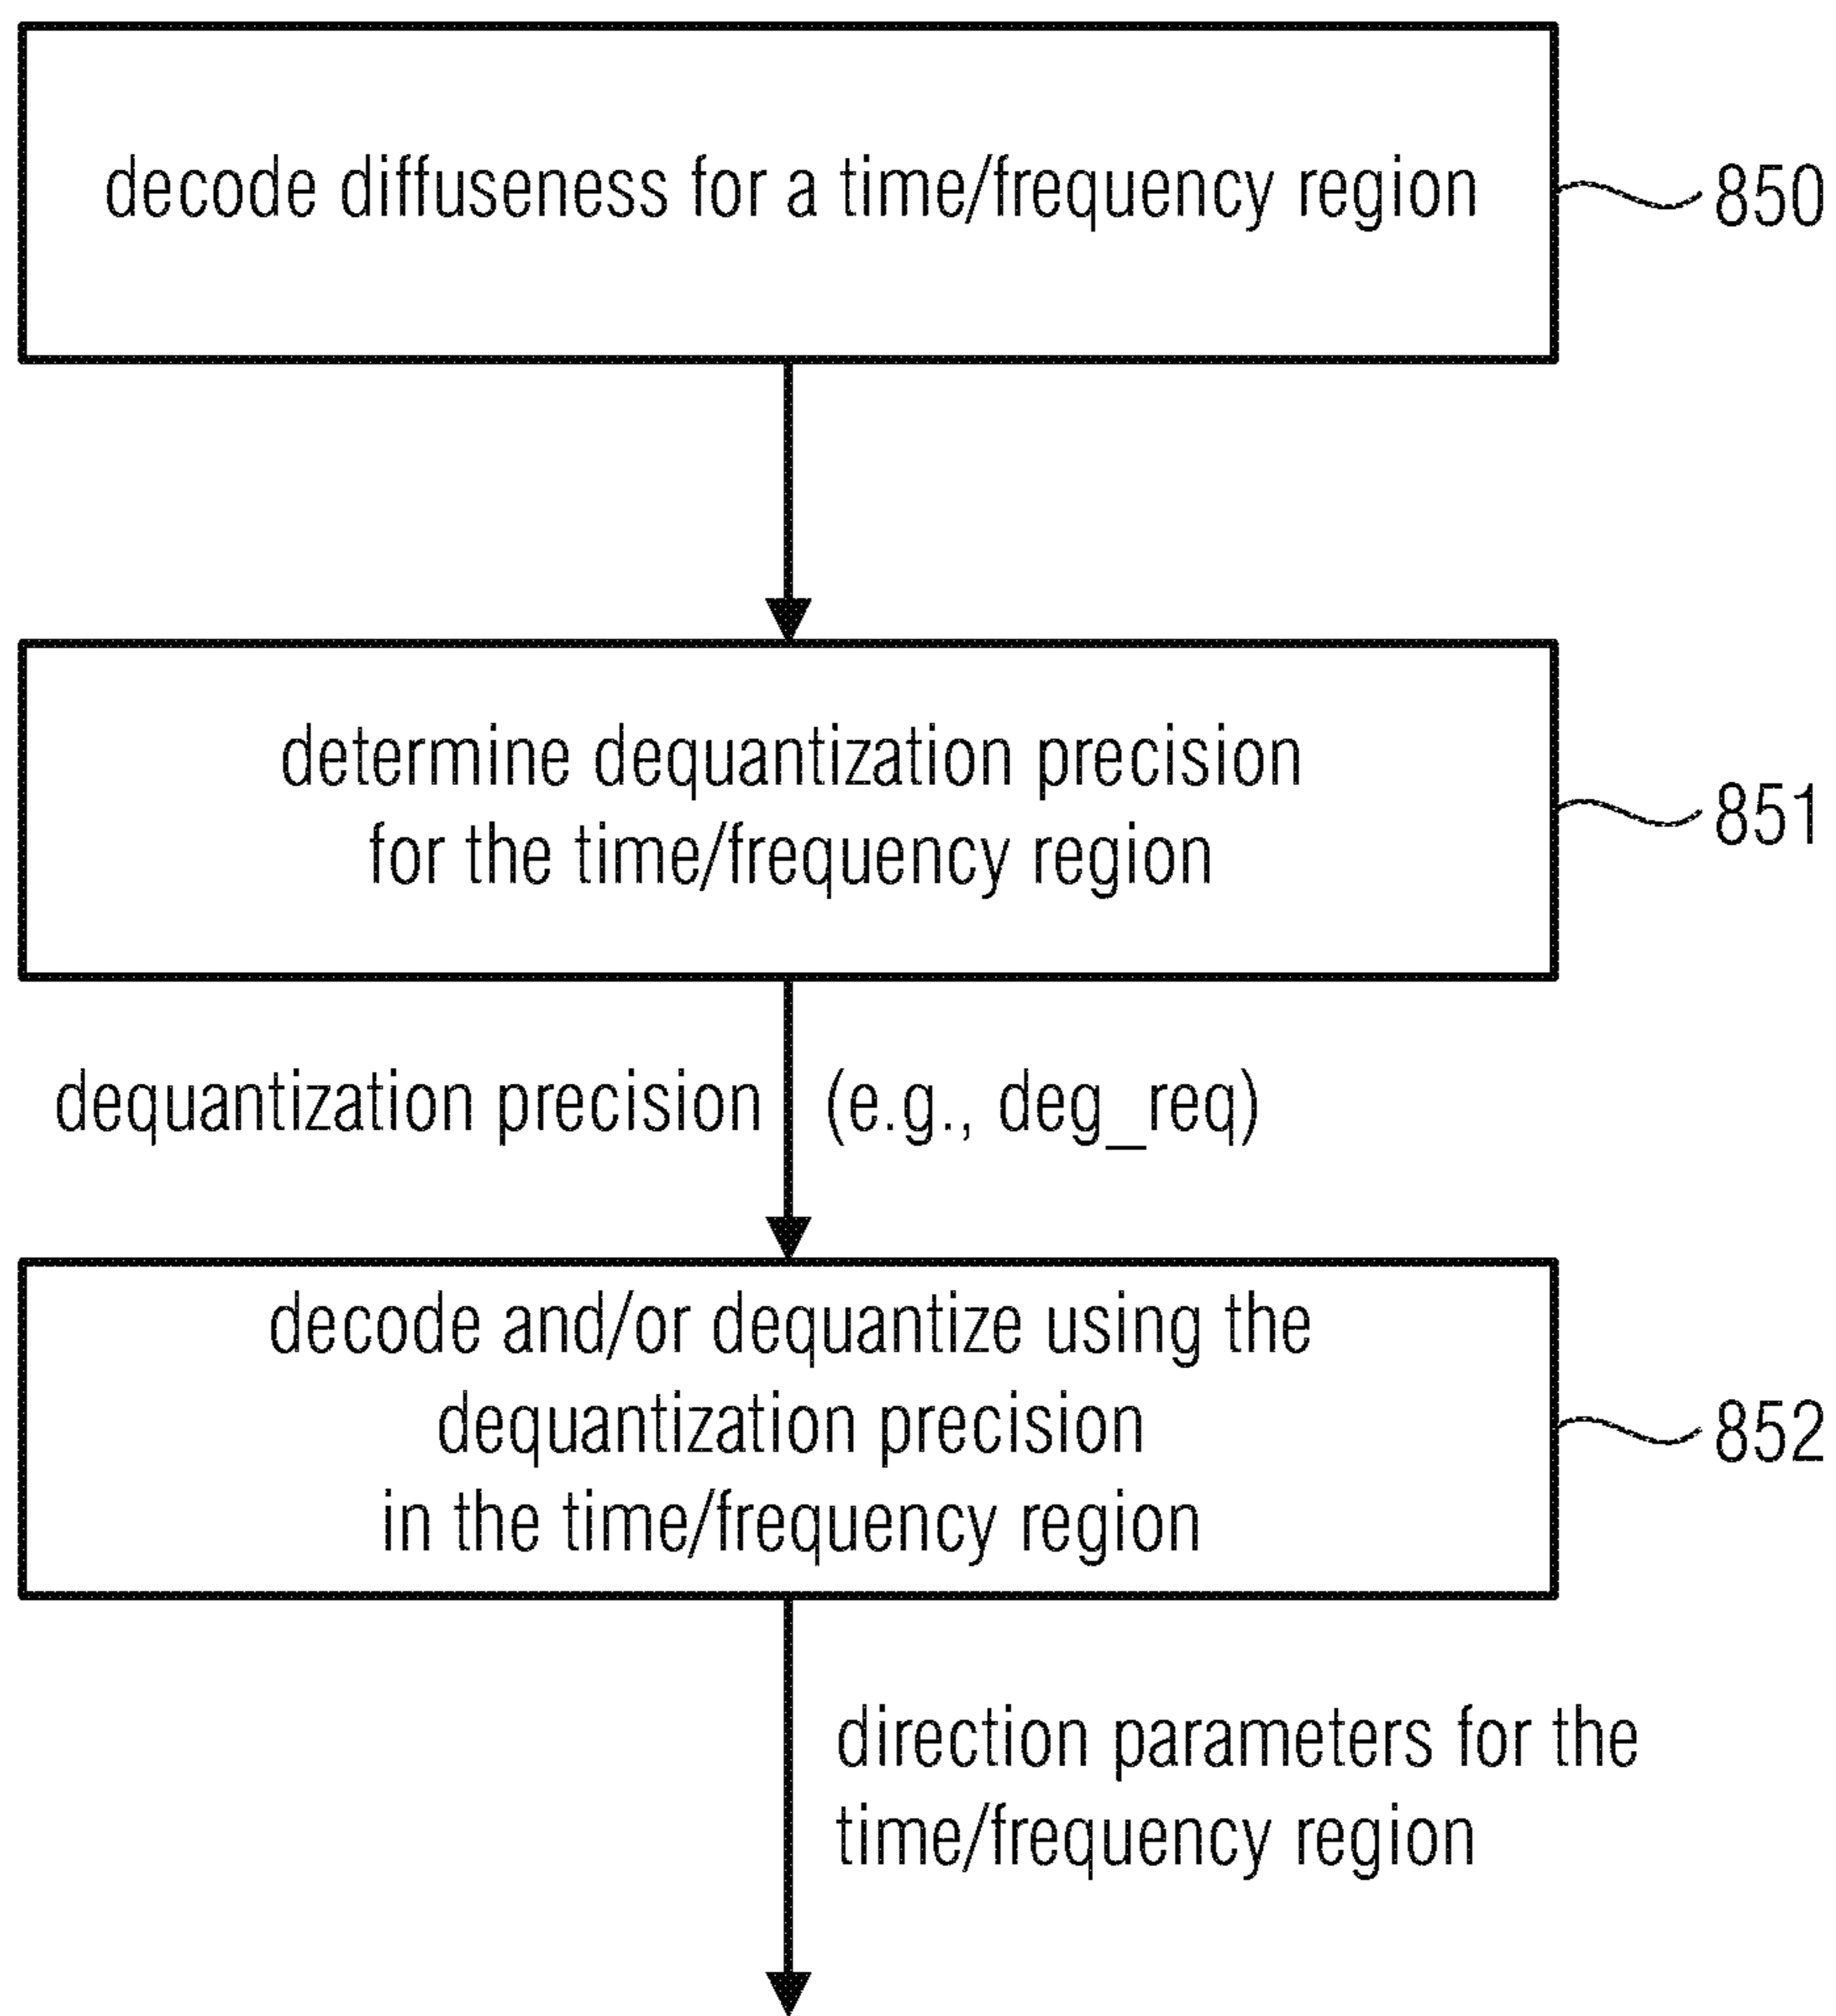 decode diffuseness for a time/frequency region
850
determine dequantization precision
for the time/frequency region
851
dequantization precision (e.g., deg_req)
decode and/or dequantize using the
dequantization precision
in the time/frequency region
852
direction parameters for the
time/frequency region